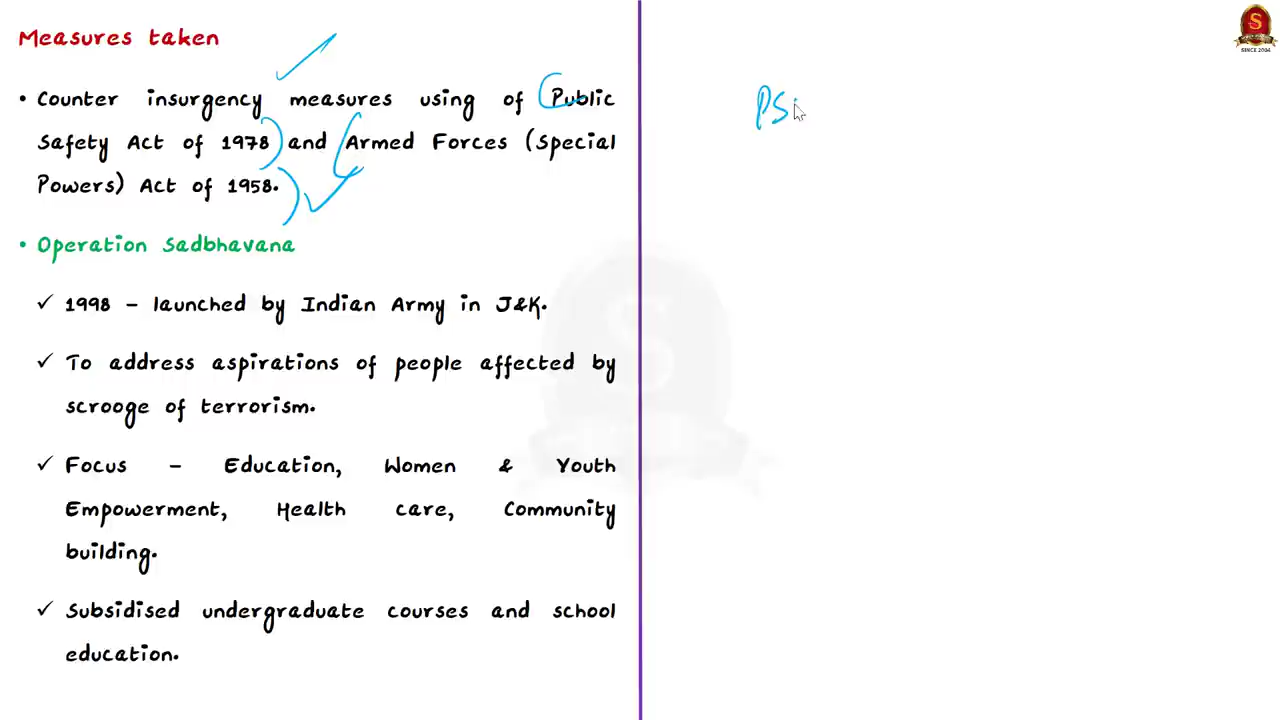 Measures taken
• Counter insurgency measures using of Public
Safety Act of 1978 and Armed Forces (Special
Powers) Act of 1958.
• Operation Sadbhavana
✓ 1998 – launched by Indian Army in J&K.
✓ To address aspirations of people affected by
scrooge of terrorism.
✓ Focus – Education, Women & Youth
Empowerment, Health care, Community
building.
✓ Subsidised undergraduate courses and school
education.
PS
S
SINCE 2004